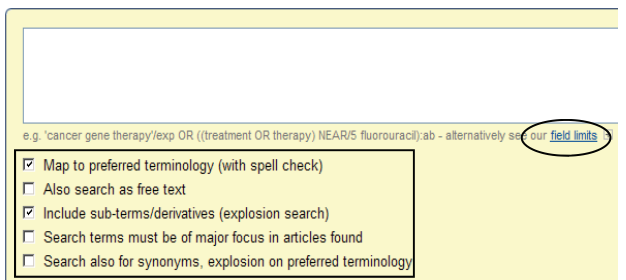 e.g. 'cancer gene therapy'/exp OR ((treatment OR therapy) NEAR/5 fluorouracil):ab - alternatively see our field limits
Map to preferred terminology (with spell check)
Also search as free text
Include sub-terms/derivatives (explosion search)
Search terms must be of major focus in articles found
Search also for synonyms, explosion on preferred terminology